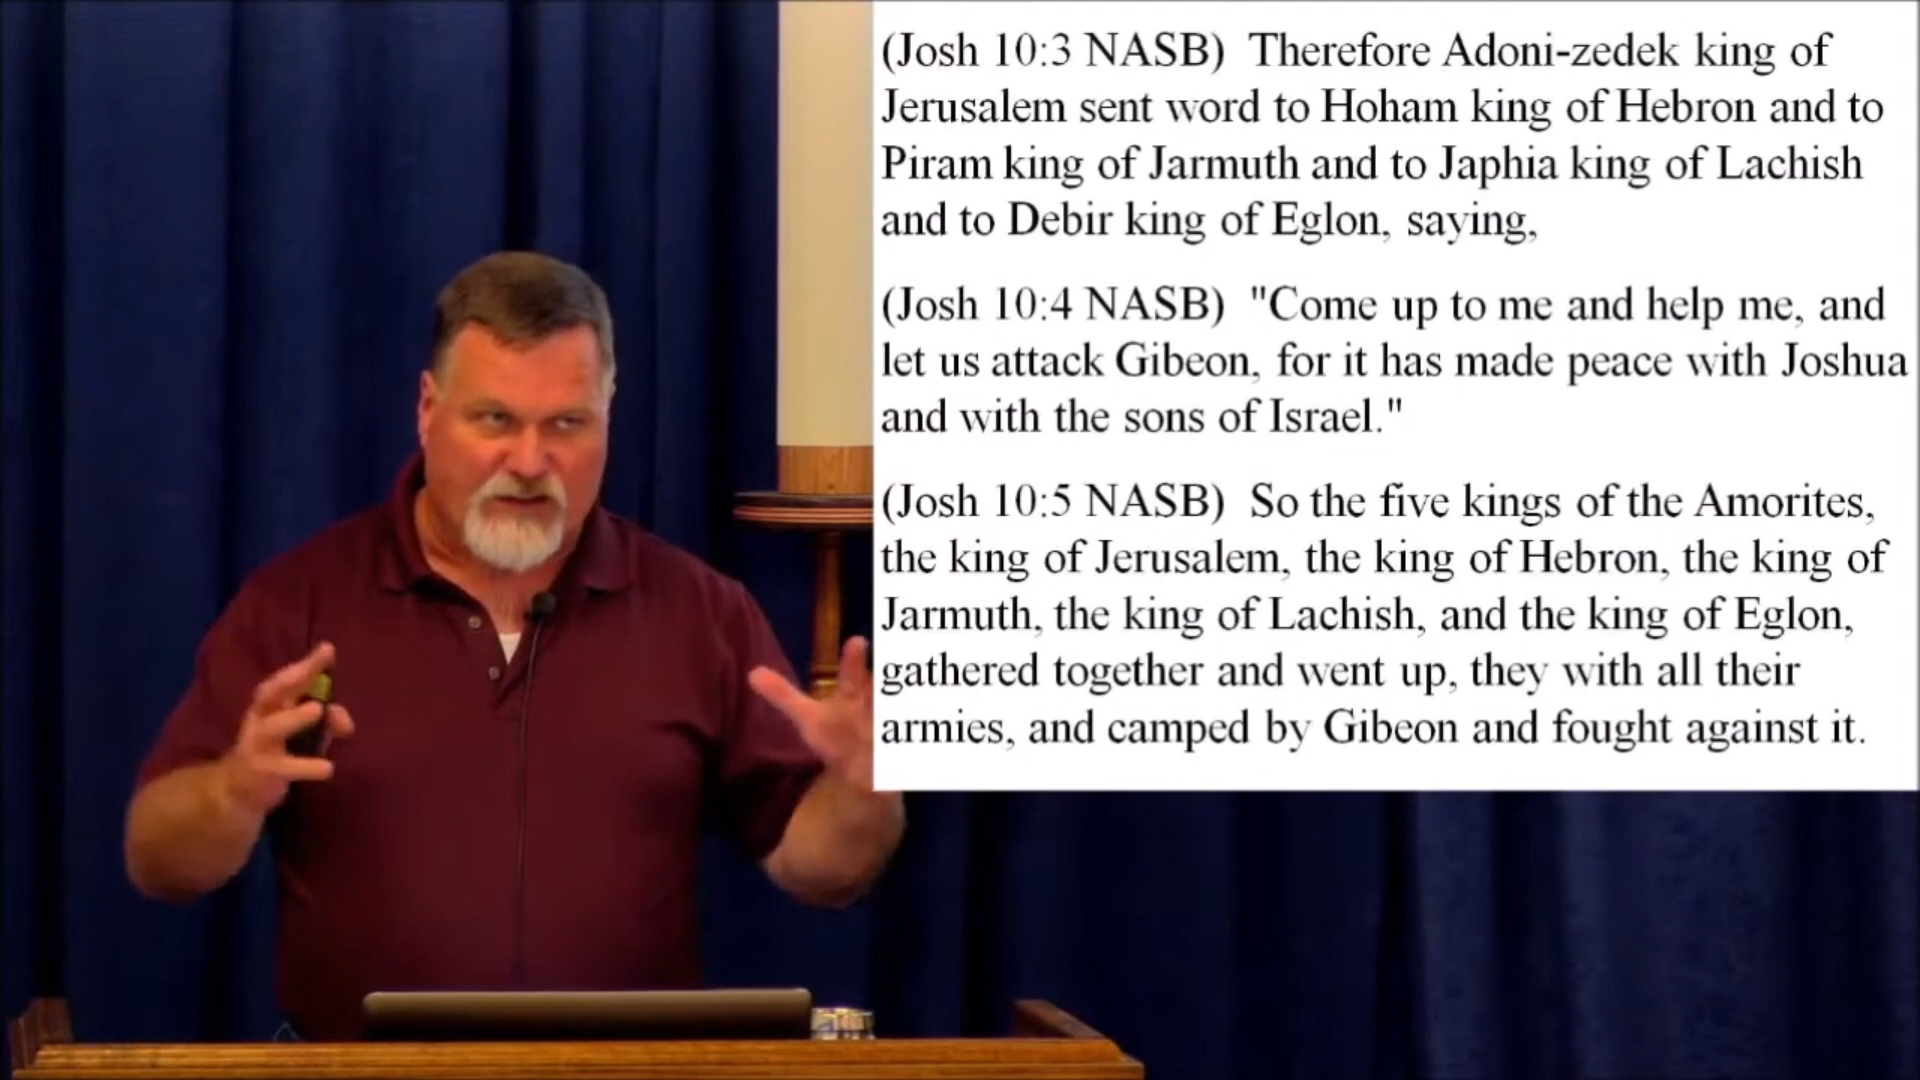 (Josh 10:3 NASB)  Therefore Adoni-zedek king of
Jerusalem sent word to Hoham king of Hebron and to
Piram king of Jarmuth and to Japhia king of Lachish
and to Debir king of Eglon, saying,
(Josh 10:4 NASB)  "Come up to me and help me, and
let us attack Gibeon, for it has made peace with Joshua
and with the sons of Israel."
(Josh 10:5 NASB)  So the five kings of the Amorites,
the king of Jerusalem, the king of Hebron, the king of
Jarmuth, the king of Lachish, and the king of Eglon,
gathered together and went up, they with all their
armies, and camped by Gibeon and fought against it.